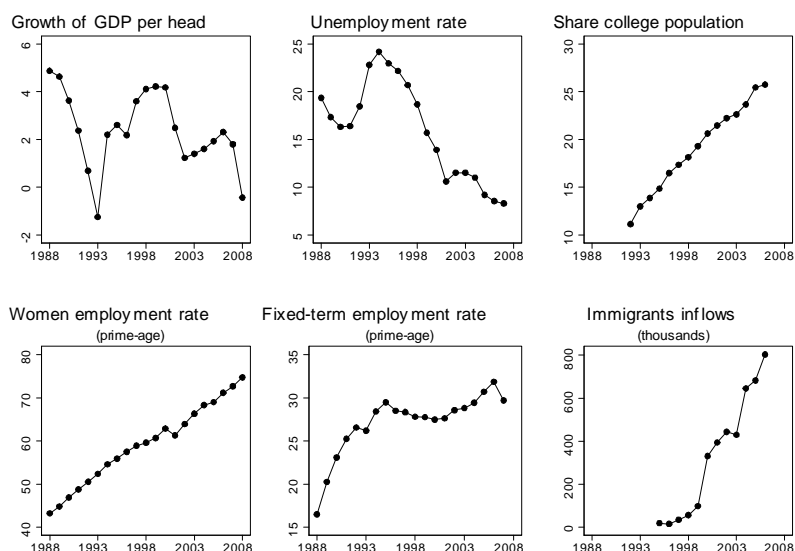 Growth of GDP per head
Unemployment rate
Share college population
6
4
2
0
-2
1988 1993 1998 2003 2008
25
20
15
10
5
1988 1993 1998 2003 2008
30
25
20
15
10
1988 1993 1998 2003 2008
Women employment rate
(prime-age)
Fixed-term employment rate
(prime-age)
Immigrants inflows
(thousands)
80
70
60
50
40
1988 1993 1998 2003 2008
35
30
25
20
15
1988 1993 1998 2003 2008
800
600
400
200
0
1988 1993 1998 2003 2008